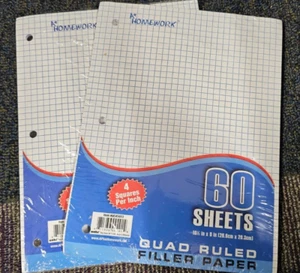 HOMEWORK
HOMEWORK
4
Squares
Per Inch
60
SHEETS
QUAD RULED
FILLER PAPER